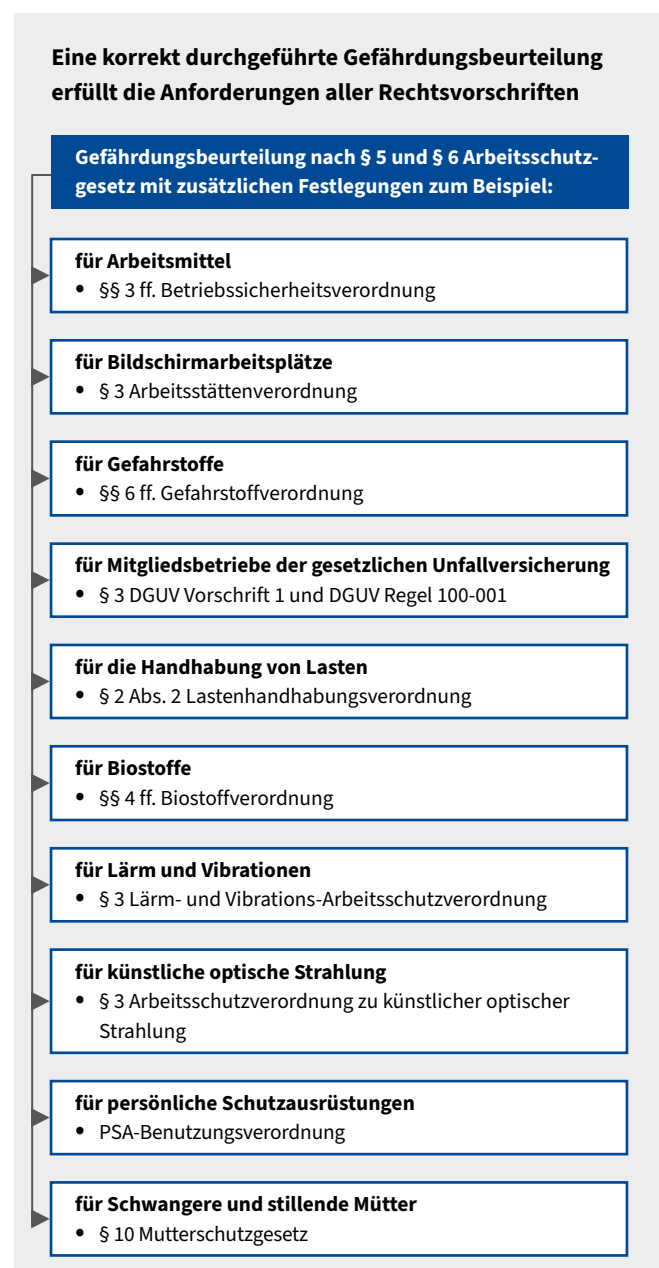 Eine korrekt durchgeführte Gefährdungsbeurteilung
erfüllt die Anforderungen aller Rechtsvorschriften
Gefährdungsbeurteilung nach § 5 und § 6 Arbeitsschutz-
gesetz mit zusätzlichen Festlegungen zum Beispiel:
für Arbeitsmittel
• §§ 3 ff. Betriebssicherheitsverordnung
für Bildschirmarbeitsplätze
• § 3 Arbeitsstättenverordnung
für Gefahrstoffe
• §§ 6 ff. Gefahrstoffverordnung
für Mitgliedsbetriebe der gesetzlichen Unfallversicherung
• § 3 DGUV Vorschrift 1 und DGUV Regel 100-001
für die Handhabung von Lasten
• § 2 Abs. 2 Lastenhandhabungsverordnung
für Biostoffe
• §§ 4 ff. Biostoffverordnung
für Lärm und Vibrationen
• § 3 Lärm- und Vibrations-Arbeitsschutzverordnung
für künstliche optische Strahlung
• § 3 Arbeitsschutzverordnung zu künstlicher optischer
Strahlung
für persönliche Schutzausrüstungen
• PSA-Benutzungsverordnung
für Schwangere und stillende Mütter
• § 10 Mutterschutzgesetz